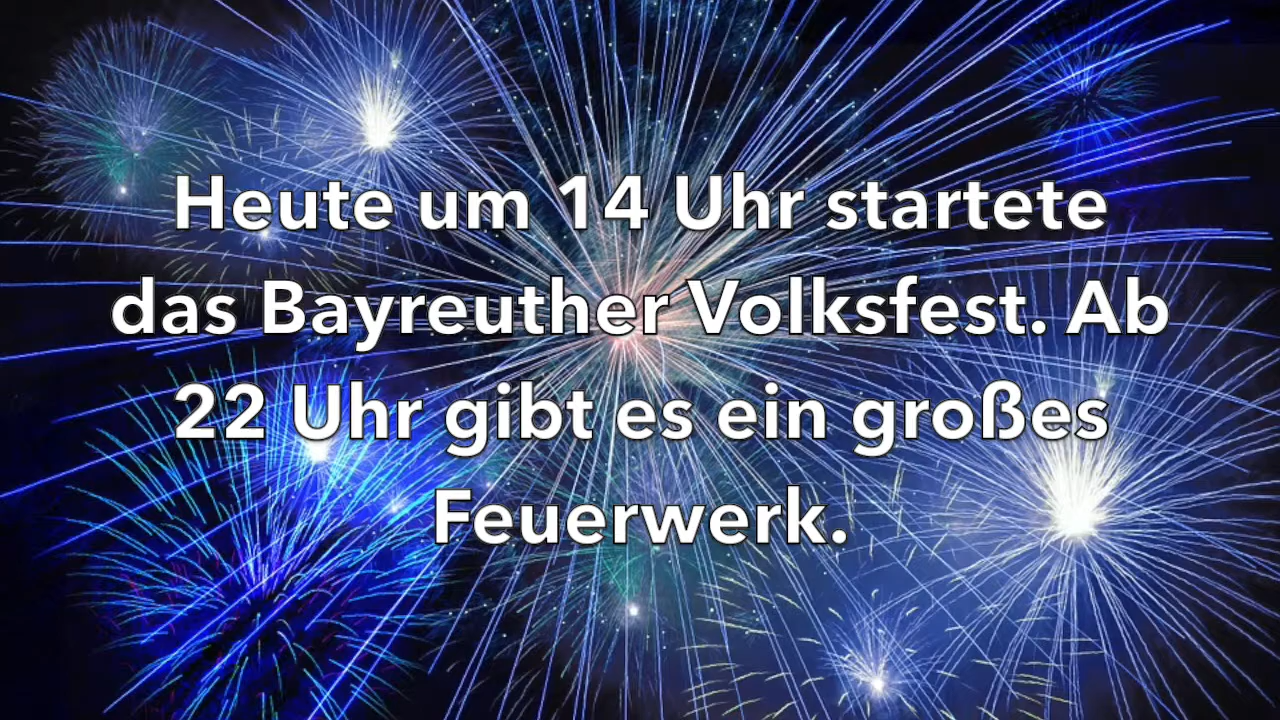 Heute um 14 Uhr startete
das Bayreuther Volksfest. Ab
22 Uhr gibt es ein großes
Feuerwerk.